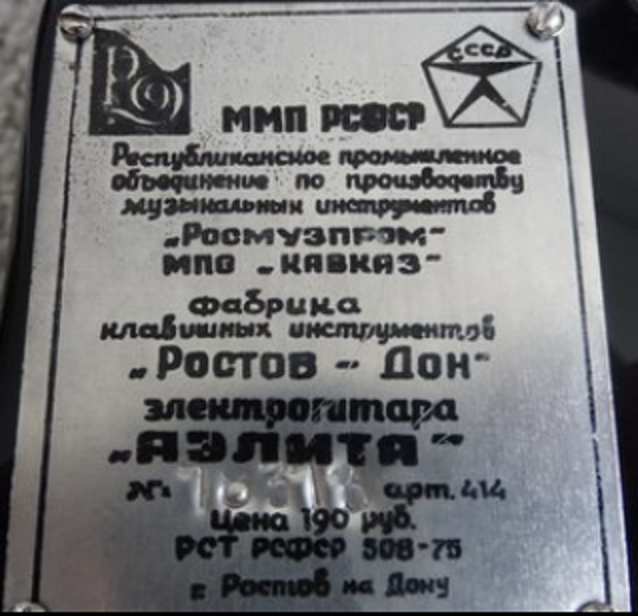 СССР
ММП РСФСР
Республиканское промышленное
объединение по производству
музыкальных инструментов
„Росмузпром“
МПО „КАВКАЗ“
фабрика
клавишных инструментов
„Ростов - Дон“
электрогитара
„АЭЛИТА“
№ арт. 414
Цена 190 руб.
РСТ РСФСР 508-75
г. Ростов на Дону